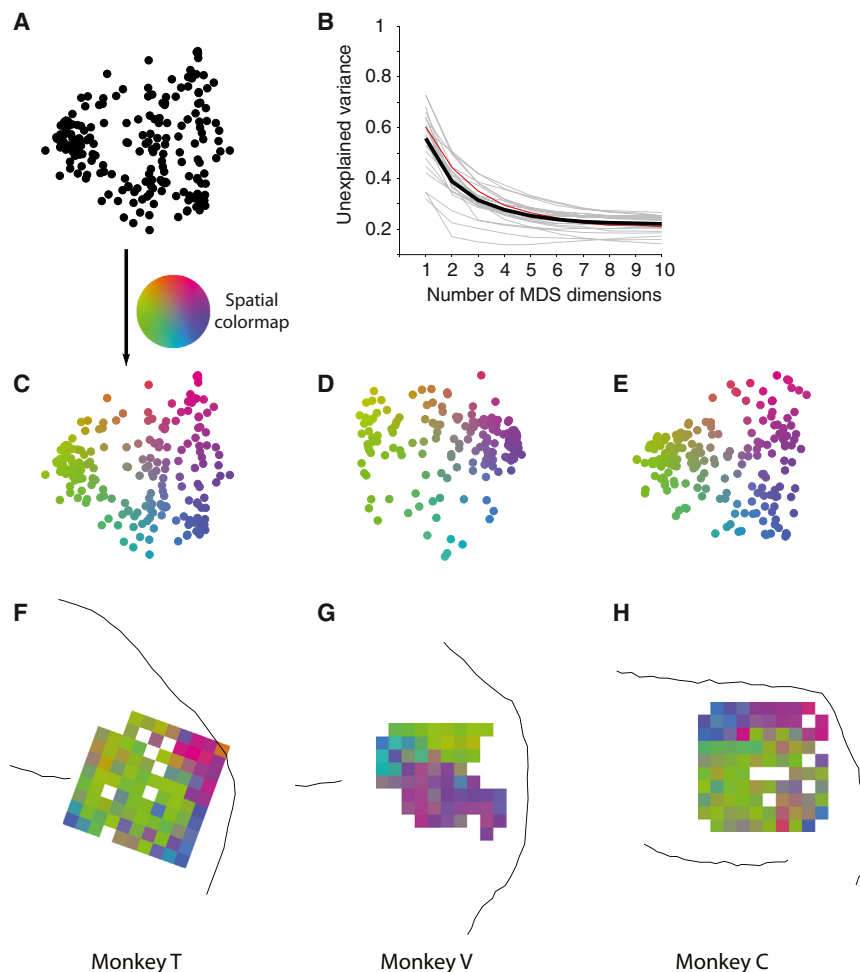 A
B
1
0.8
0.6
0.4
0.2
Unexplained variance
1 2 3 4 5 6 7 8 9 10
Number of MDS dimensions
Spatial
colormap
C
D
E
F
G
H
Monkey T
Monkey V
Monkey C